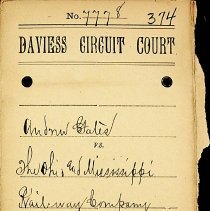 No. 7778 374
DAVIESS CIRCUIT COURT
Andrew Gates
vs.
The Ohio and Mississippi
Railway Company